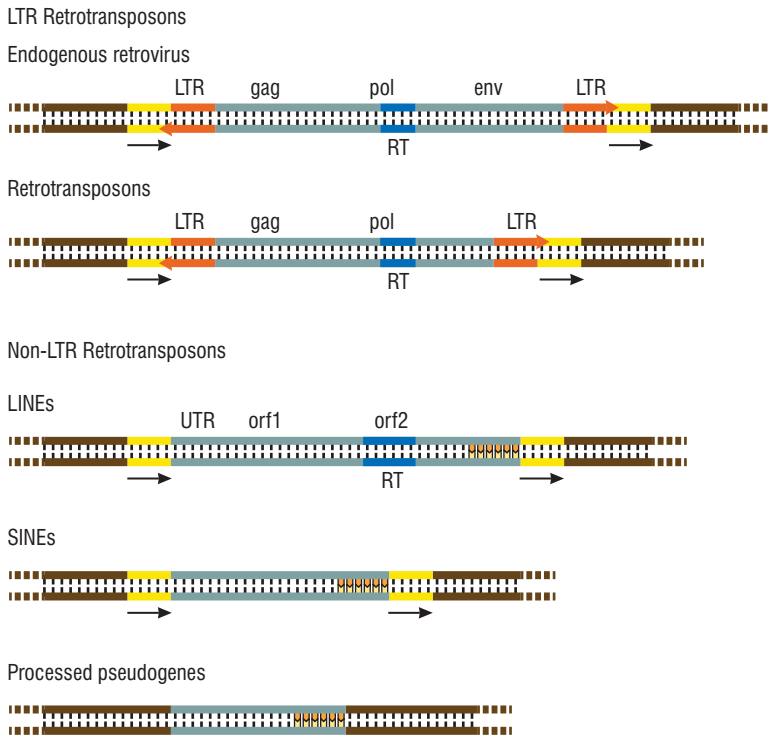 LTR Retrotransposons
Endogenous retrovirus
LTR gag pol env LTR
RT
Retrotransposons
LTR gag pol LTR
RT
Non-LTR Retrotransposons
LINEs
UTR orf1 orf2
RT
SINEs
Processed pseudogenes